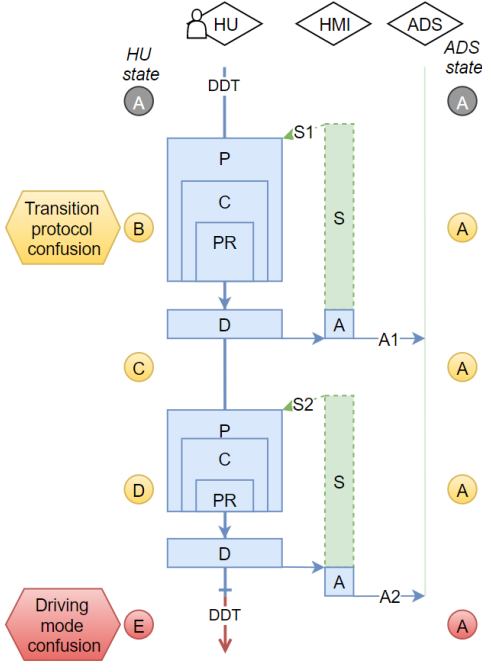 HU
HMI
ADS
HU
state
ADS
state
DDT
A
A
S1
P
C
PR
S
Transition
protocol
confusion
B
A
D
A
A1
C
A
S2
P
C
PR
S
D
A
D
A
A2
DDT
Driving
mode
confusion
E
A